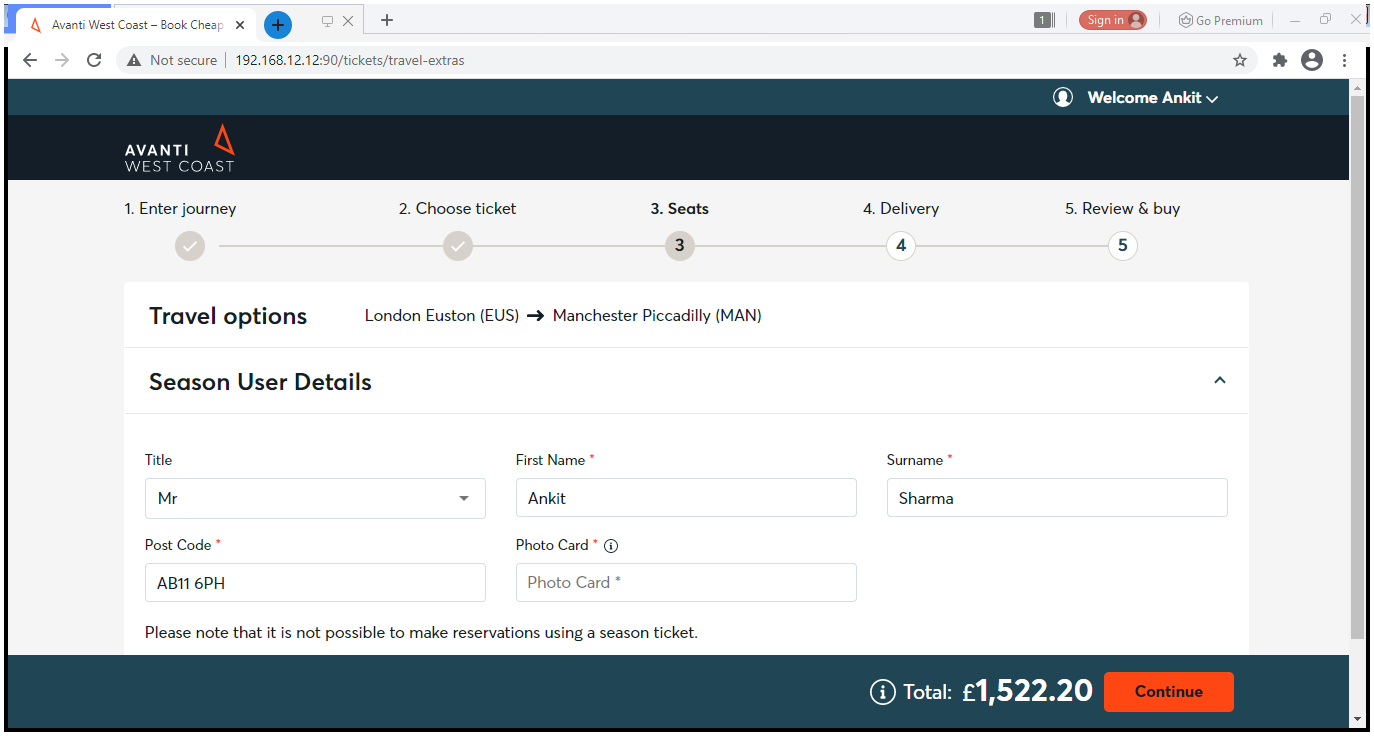 Avanti West Coast – Book Cheap
1
Sign in
Go Premium
Not secure
192.168.12.12:90/tickets/travel-extras
Welcome Ankit
AVANTI
WEST COAST
1. Enter journey
2. Choose ticket
3. Seats
4. Delivery
5. Review & buy
3
4
5
Travel options
London Euston (EUS) → Manchester Piccadilly (MAN)
Season User Details
Title
First Name *
Surname *
Mr
Ankit
Sharma
Post Code *
Photo Card *
AB11 6PH
Photo Card *
Please note that it is not possible to make reservations using a season ticket.
Total: £1,522.20
Continue